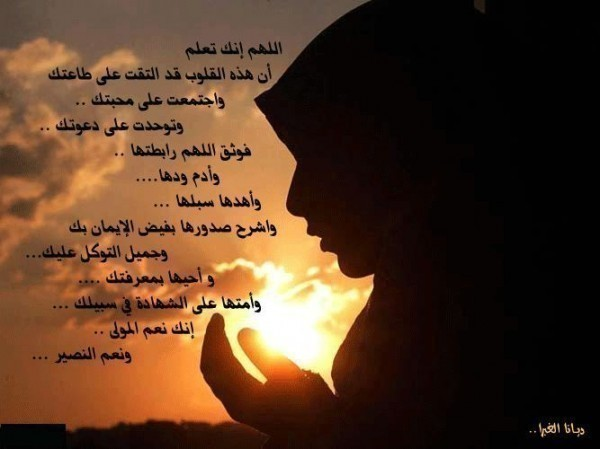 اللهم إنك تعلم
أن هذه القلوب قد التقت على طاعتك
واجتمعت على محبتك ..
وتوحدت على دعوتك ..
فوثق اللهم رابطتها ..
وأدم ودها....
وأهدها سبلها ...
واشرح صدورها بفيض الإيمان بك
وجميل التوكل عليك...
و أحيها بمعرفتك ....
وأمتها على الشهادة في سبيلك ...
إنك نعم المولى ..
ونعم النصير ...